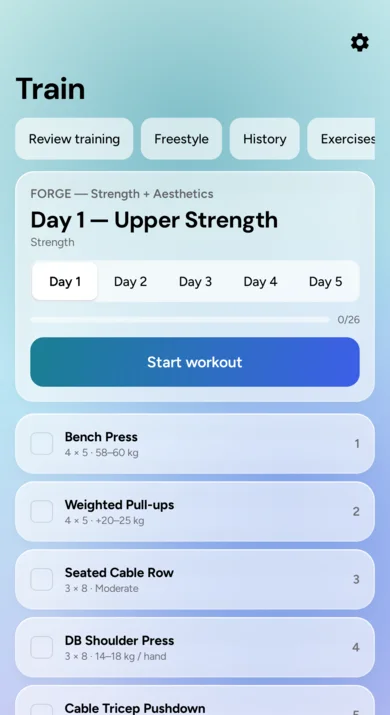 Train
Review training
Freestyle
History
Exercises
FORGE — Strength + Aesthetics
Day 1 — Upper Strength
Strength
Day 1
Day 2
Day 3
Day 4
Day 5
0/26
Start workout
Bench Press
4 × 5 · 58–60 kg
1
Weighted Pull-ups
4 × 5 · +20–25 kg
2
Seated Cable Row
3 × 8 · Moderate
3
DB Shoulder Press
3 × 8 · 14–18 kg / hand
4
Cable Tricep Pushdown
5